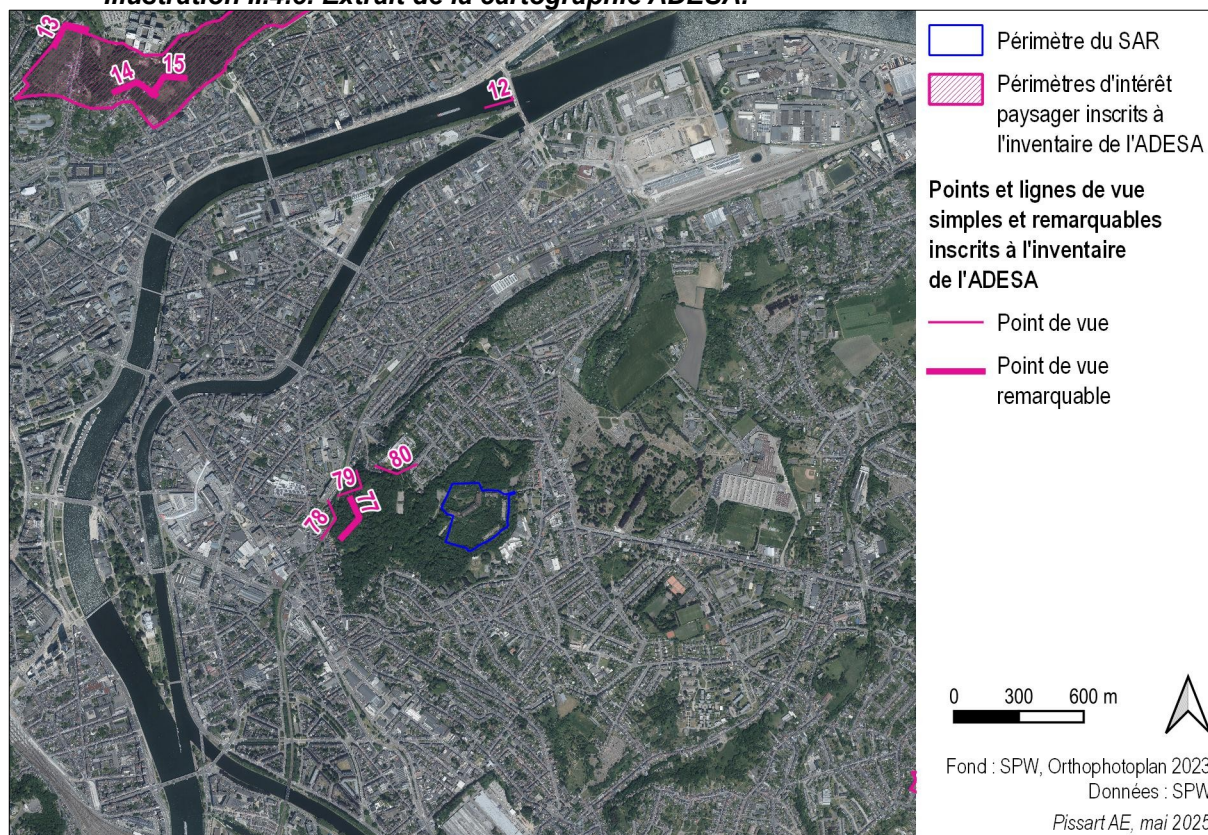 Illustration II.4.6. Extrait de la cartographie ADESA.
13
14
15
12
80
79
77
78
Périmètre du SAR
Périmètres d'intérêt
paysager inscrits à
l'inventaire de l'ADESA
Points et lignes de vue
simples et remarquables
inscrits à l'inventaire
de l'ADESA
Point de vue
Point de vue
remarquable
0 300 600 m
Fond : SPW, Orthophotoplan 2023
Données : SPW
Pissart AE, mai 2025